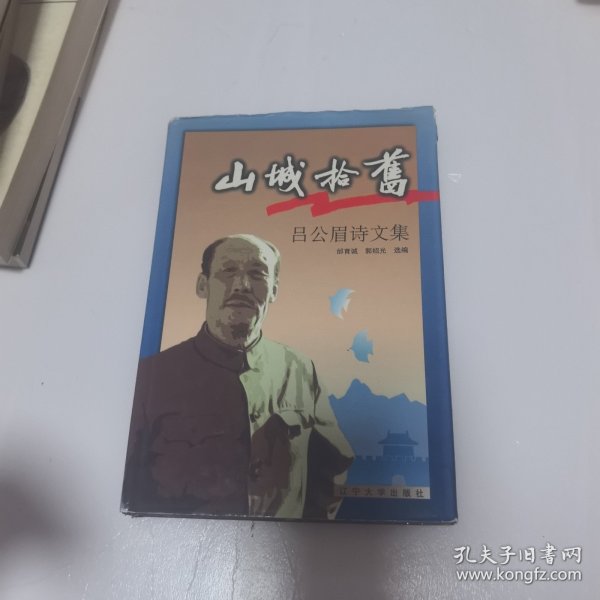 山城拾舊
吕公眉诗文集
邰育诚 郭绍光 选编
辽宁大学出版社
孔夫子旧书网
www.kongfz.com